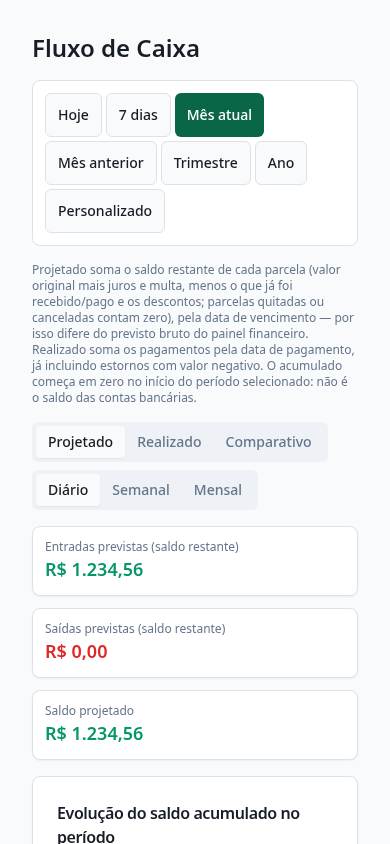 Fluxo de Caixa
Hoje
7 dias
Mês atual
Mês anterior
Trimestre
Ano
Personalizado
Projetado soma o saldo restante de cada parcela (valor
original mais juros e multa, menos o que já foi
recebido/pago e os descontos; parcelas quitadas ou
canceladas contam zero), pela data de vencimento — por
isso difere do previsto bruto do painel financeiro.
Realizado soma os pagamentos pela data de pagamento,
já incluindo estornos com valor negativo. O acumulado
começa em zero no início do período selecionado: não é
o saldo das contas bancárias.
Projetado
Realizado
Comparativo
Diário
Semanal
Mensal
Entradas previstas (saldo restante)
R$ 1.234,56
Saídas previstas (saldo restante)
R$ 0,00
Saldo projetado
R$ 1.234,56
Evolução do saldo acumulado no
período